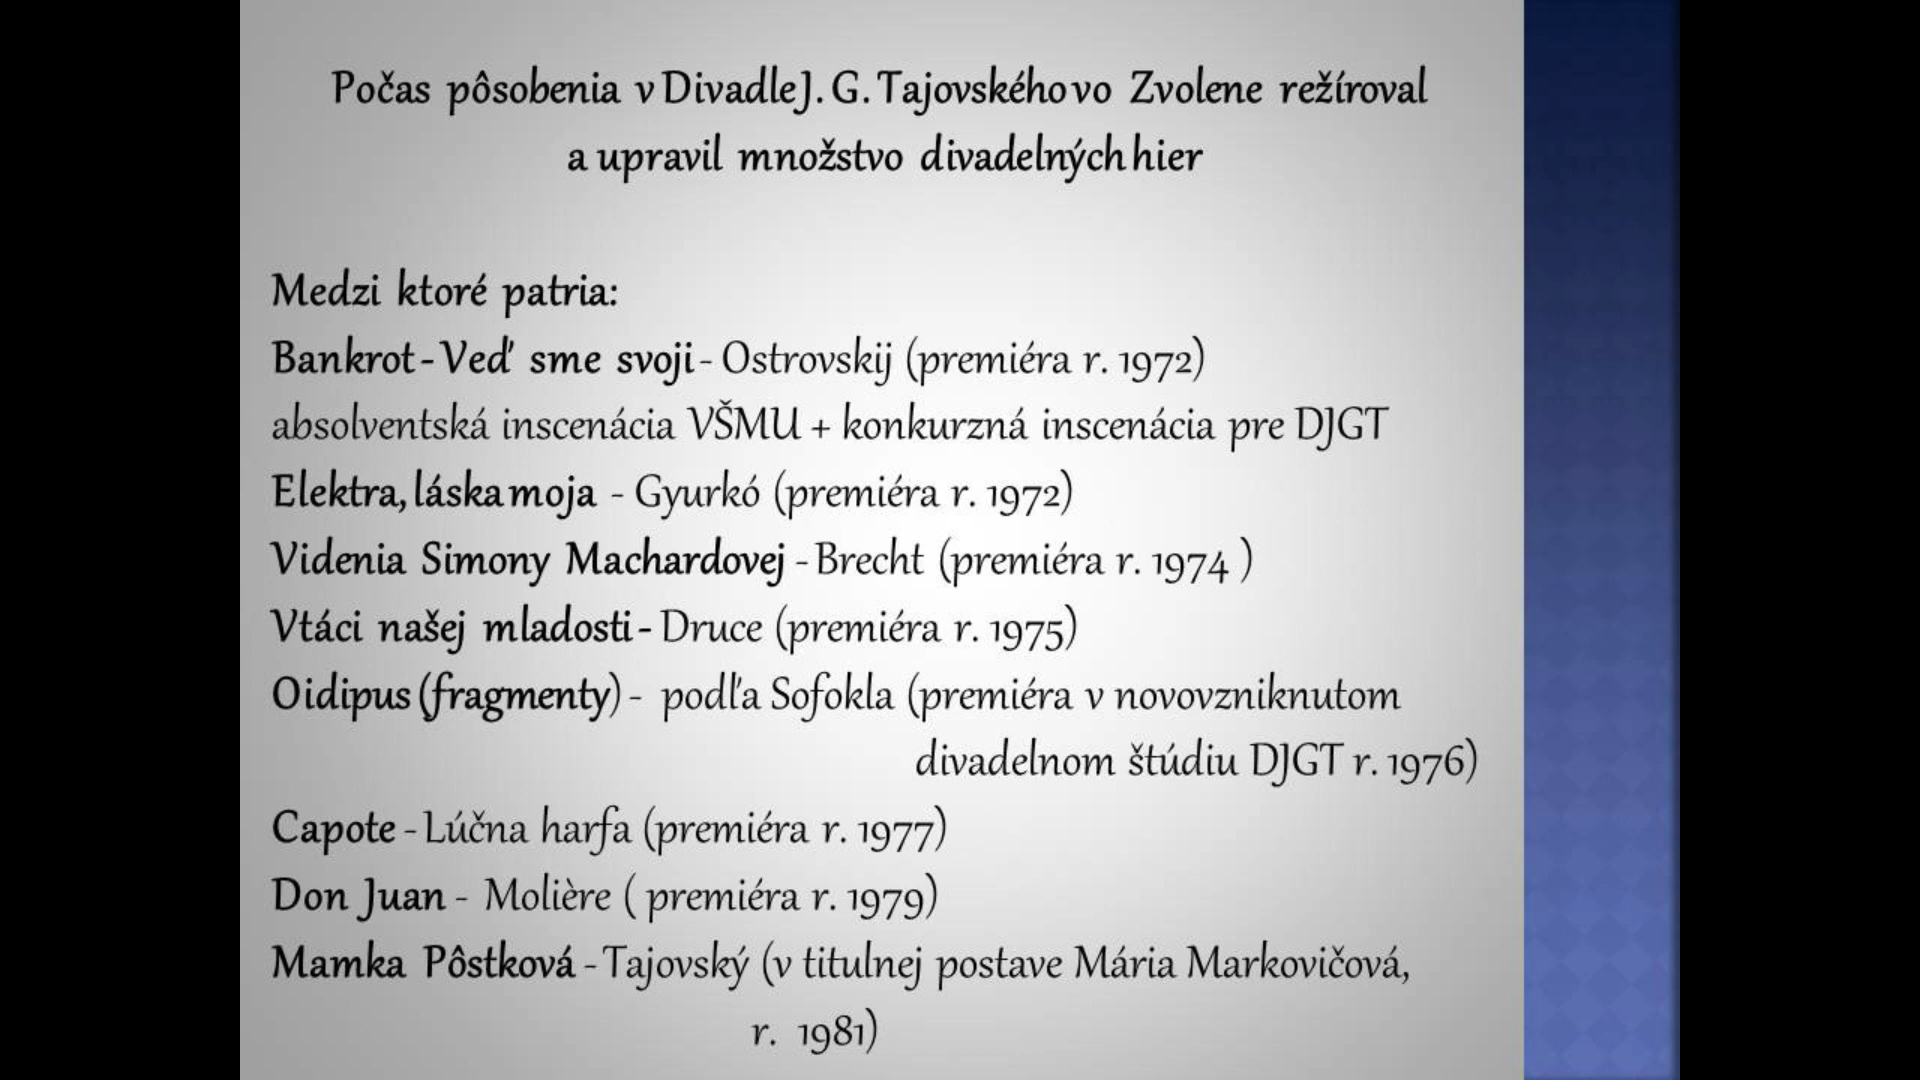 Počas pôsobenia v Divadle J. G. Tajovského vo Zvolene režíroval
a upravil množstvo divadelných hier
Medzi ktoré patria:
Bankrot - Veď sme svoji - Ostrovskij (premiéra r. 1972)
absolventská inscenácia VŠMU + konkurzná inscenácia pre DJGT
Elektra, láska moja - Gyurkó (premiéra r. 1972)
Videnia Simony Machardovej - Brecht (premiéra r. 1974 )
Vtáci našej mladosti - Druce (premiéra r. 1975)
Oidipus (fragmenty) - podľa Sofokla (premiéra v novovzniknutom
divadelnom štúdiu DJGT r. 1976)
Capote - Lúčna harfa (premiéra r. 1977)
Don Juan - Molière ( premiéra r. 1979)
Mamka Pôstková - Tajovský (v titulnej postave Mária Markovičová,
r. 1981)